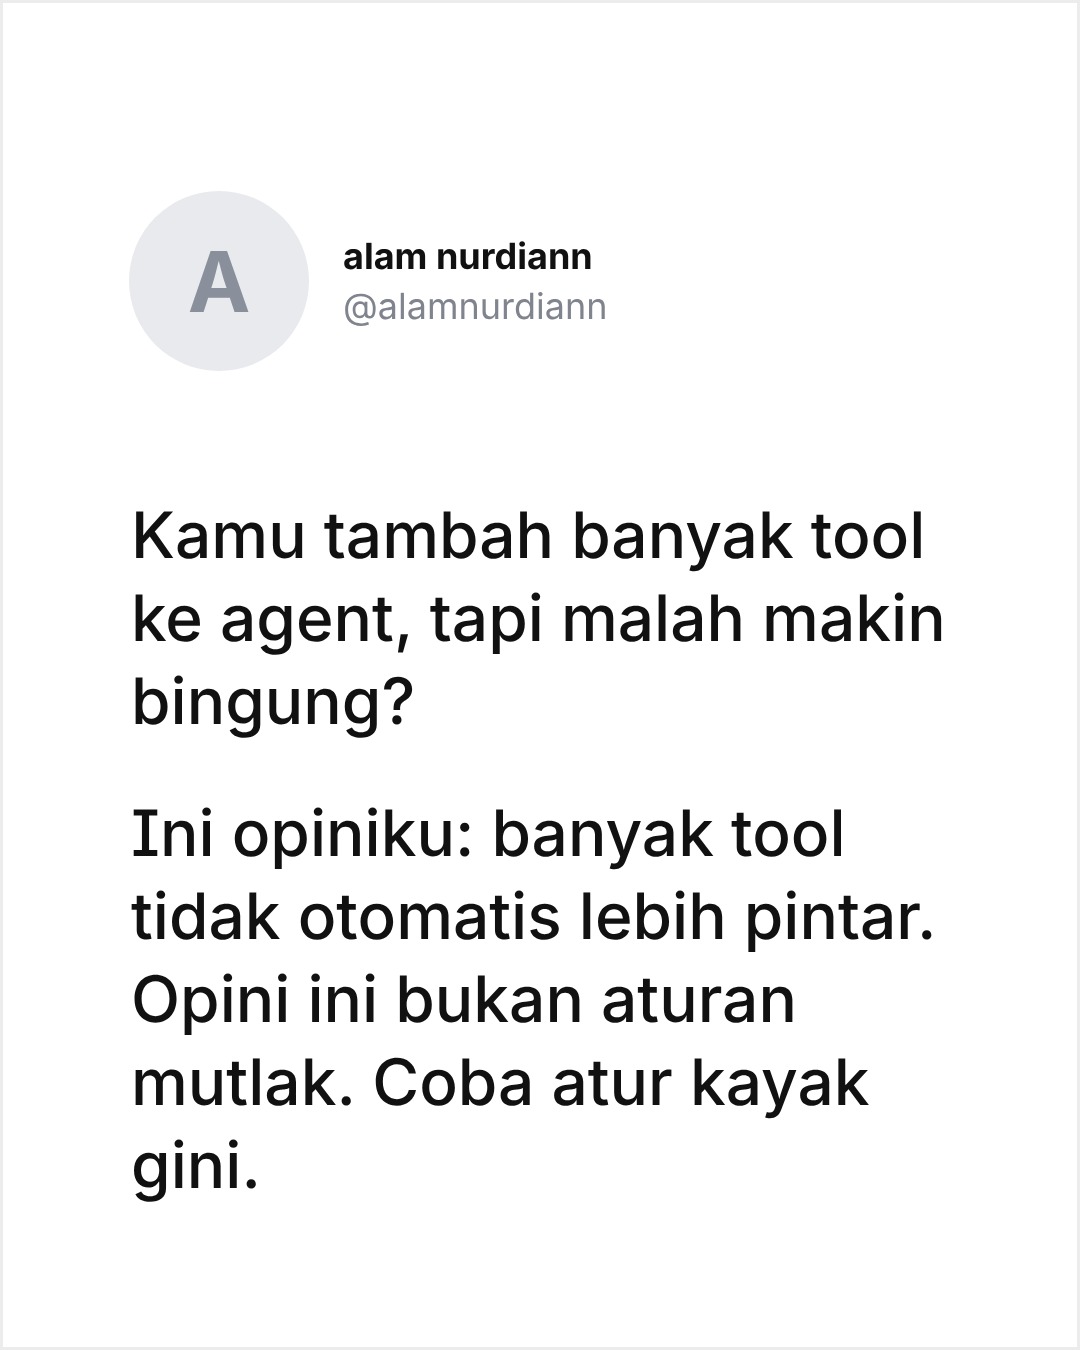 A
alam nurdiann
@alamnurdiann
Kamu tambah banyak tool
ke agent, tapi malah makin
bingung?
Ini opiniku: banyak tool
tidak otomatis lebih pintar.
Opini ini bukan aturan
mutlak. Coba atur kayak
gini.